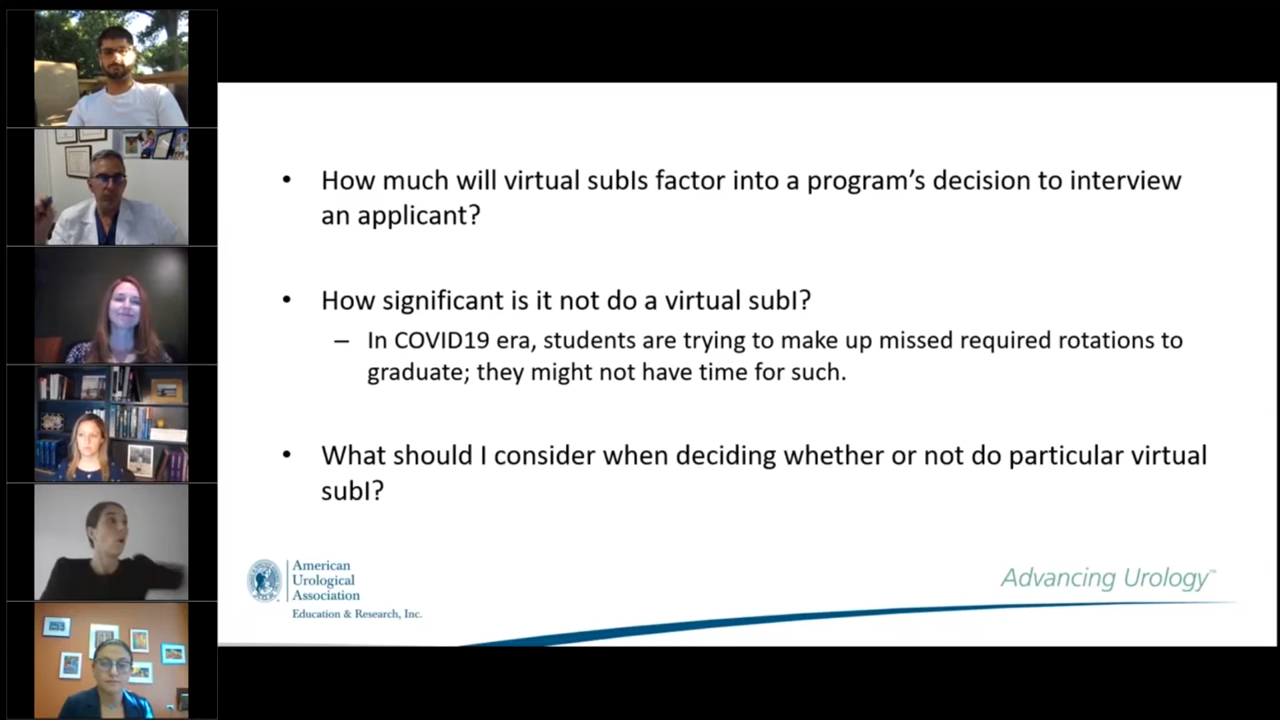 • How much will virtual subIs factor into a program's decision to interview
an applicant?
• How significant is it not do a virtual subI?
– In COVID19 era, students are trying to make up missed required rotations to
graduate; they might not have time for such.
• What should I consider when deciding whether or not do particular virtual
subI?
American
Urological
Association
Education & Research, Inc.
Advancing Urology™